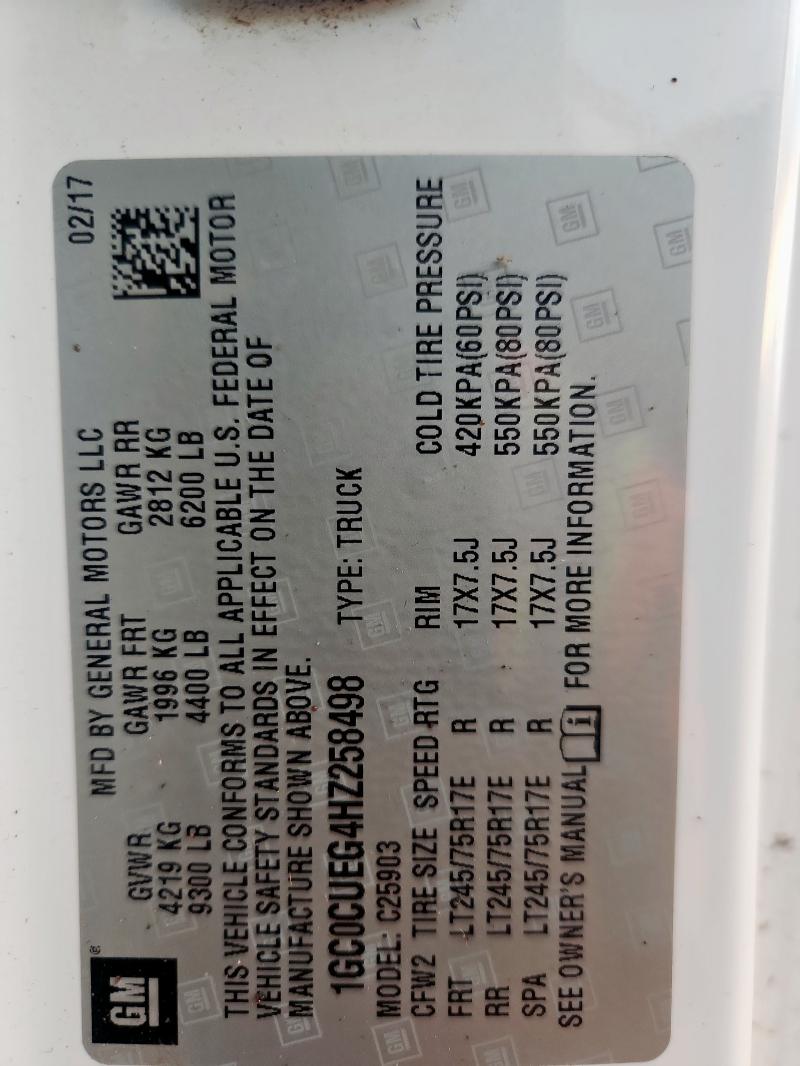 GM ®
MFD BY GENERAL MOTORS LLC 02/17
GVWR GAWR FRT GAWR RR
4219 KG 1996 KG 2812 KG
9300 LB 4400 LB 6200 LB
THIS VEHICLE CONFORMS TO ALL APPLICABLE U.S. FEDERAL MOTOR
VEHICLE SAFETY STANDARDS IN EFFECT ON THE DATE OF
MANUFACTURE SHOWN ABOVE.
1GC0CUEG4HZ258498 TYPE: TRUCK
MODEL: C25903
CFW2 TIRE SIZE SPEED RTG RIM COLD TIRE PRESSURE
FRT LT245/75R17E R 17X7.5J 420KPA(60PSI)
RR LT245/75R17E R 17X7.5J 550KPA(80PSI)
SPA LT245/75R17E R 17X7.5J 550KPA(80PSI)
SEE OWNER'S MANUAL i FOR MORE INFORMATION.